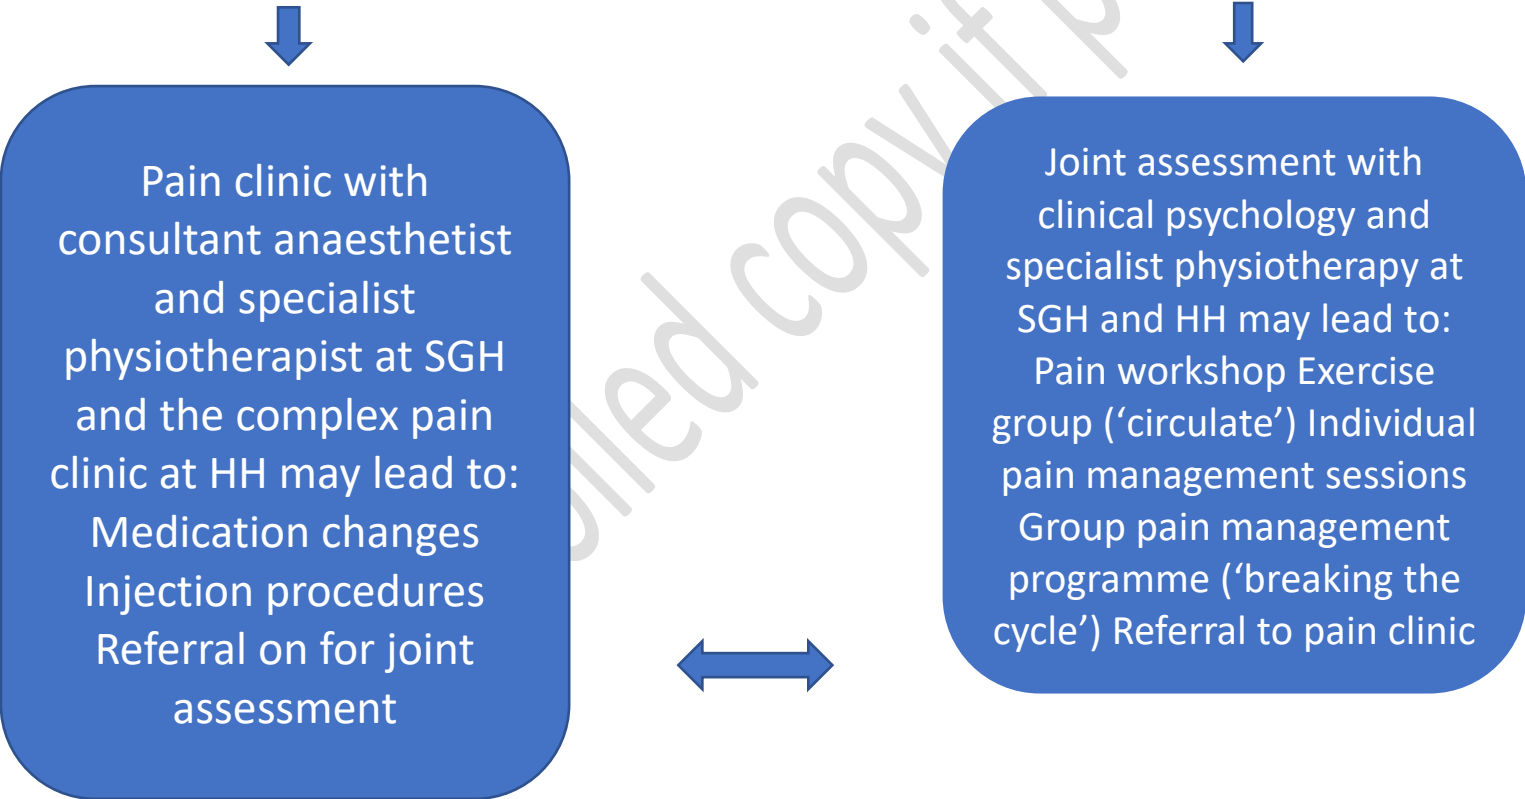 Pain clinic with
consultant anaesthetist
and specialist
physiotherapist at SGH
and the complex pain
clinic at HH may lead to:
Medication changes
Injection procedures
Referral on for joint
assessment
Joint assessment with
clinical psychology and
specialist physiotherapy at
SGH and HH may lead to:
Pain workshop Exercise
group (‘circulate’) Individual
pain management sessions
Group pain management
programme (‘breaking the
cycle’) Referral to pain clinic
copy if